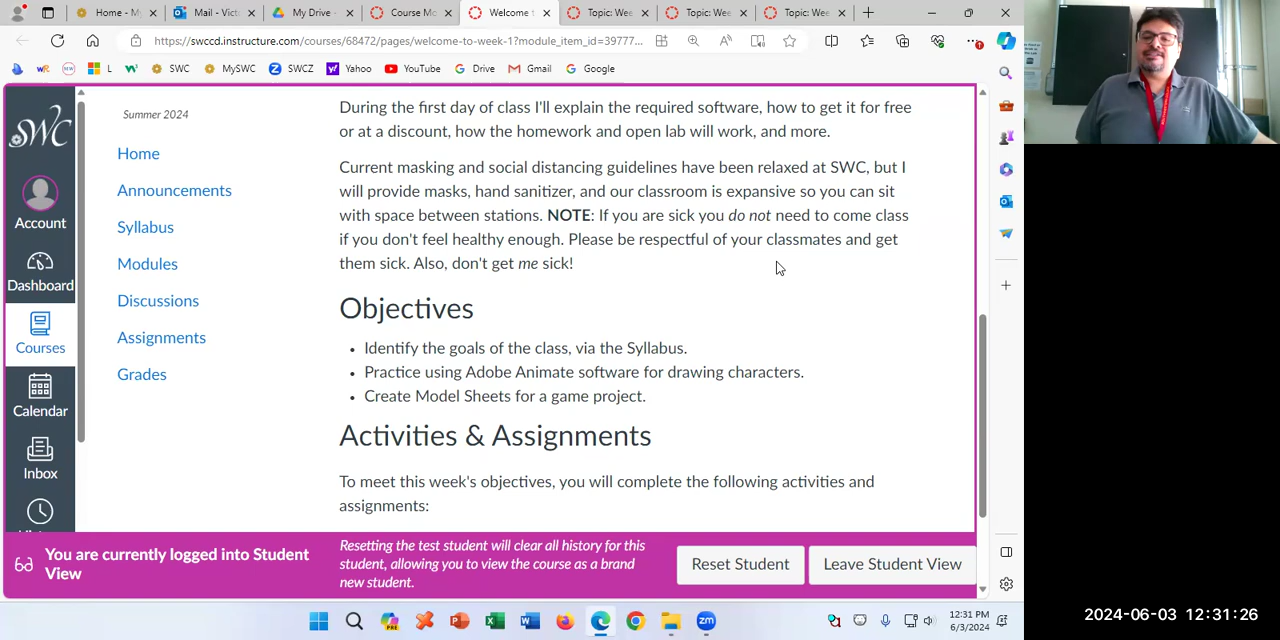 Home - My
Mail - Vict
My Drive -
Course Mo
Welcome t
Topic: Wee
Topic: Wee
Topic: Wee
https://swccd.instructure.com/courses/68472/pages/welcome-to-week-1?module_item_id=39777...
L
SWC
MySWC
SWCZ
Yahoo
YouTube
Drive
Gmail
Google
SWC
Account
Dashboard
Courses
Calendar
Inbox
Summer 2024
Home
Announcements
Syllabus
Modules
Discussions
Assignments
Grades
During the first day of class I'll explain the required software, how to get it for free
or at a discount, how the homework and open lab will work, and more.
Current masking and social distancing guidelines have been relaxed at SWC, but I
will provide masks, hand sanitizer, and our classroom is expansive so you can sit
with space between stations. NOTE: If you are sick you do not need to come class
if you don't feel healthy enough. Please be respectful of your classmates and get
them sick. Also, don't get me sick!
Objectives
• Identify the goals of the class, via the Syllabus.
• Practice using Adobe Animate software for drawing characters.
• Create Model Sheets for a game project.
Activities & Assignments
To meet this week's objectives, you will complete the following activities and
assignments:
You are currently logged into Student
View
Resetting the test student will clear all history for this
student, allowing you to view the course as a brand
new student.
Reset Student
Leave Student View
12:31 PM
6/3/2024
2024-06-03 12:31:26